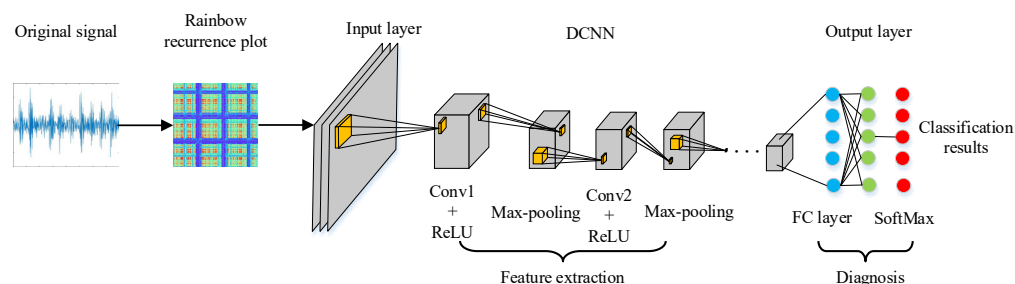 Original signal
Rainbow
recurrence plot
Input layer
DCNN
Output layer
Classification
results
Conv1
+
ReLU
Max-pooling
Conv2
+
ReLU
Max-pooling
FC layer
SoftMax
Feature extraction
Diagnosis